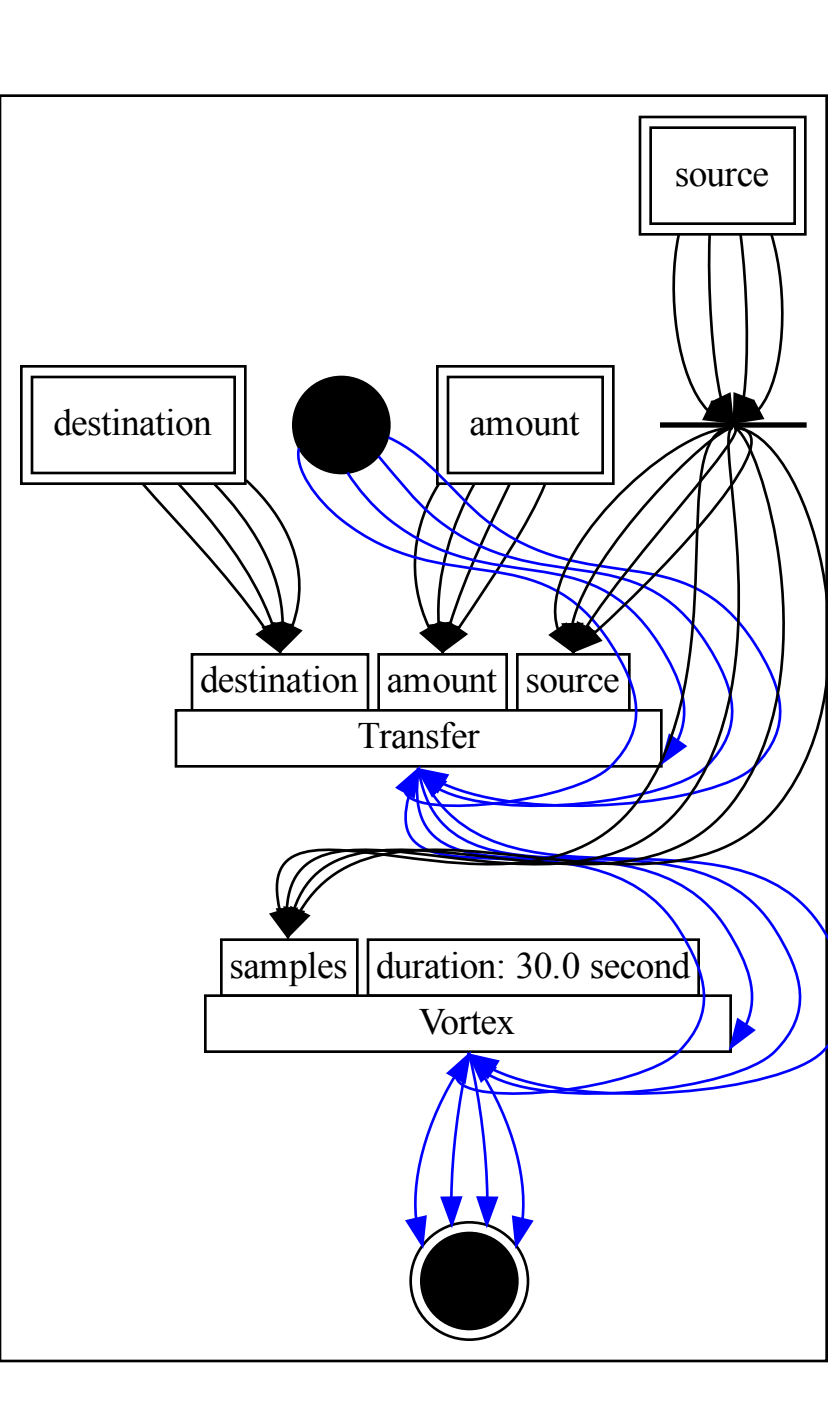 source
destination
amount
destination
amount
source
Transfer
samples
duration: 30.0 second
Vortex